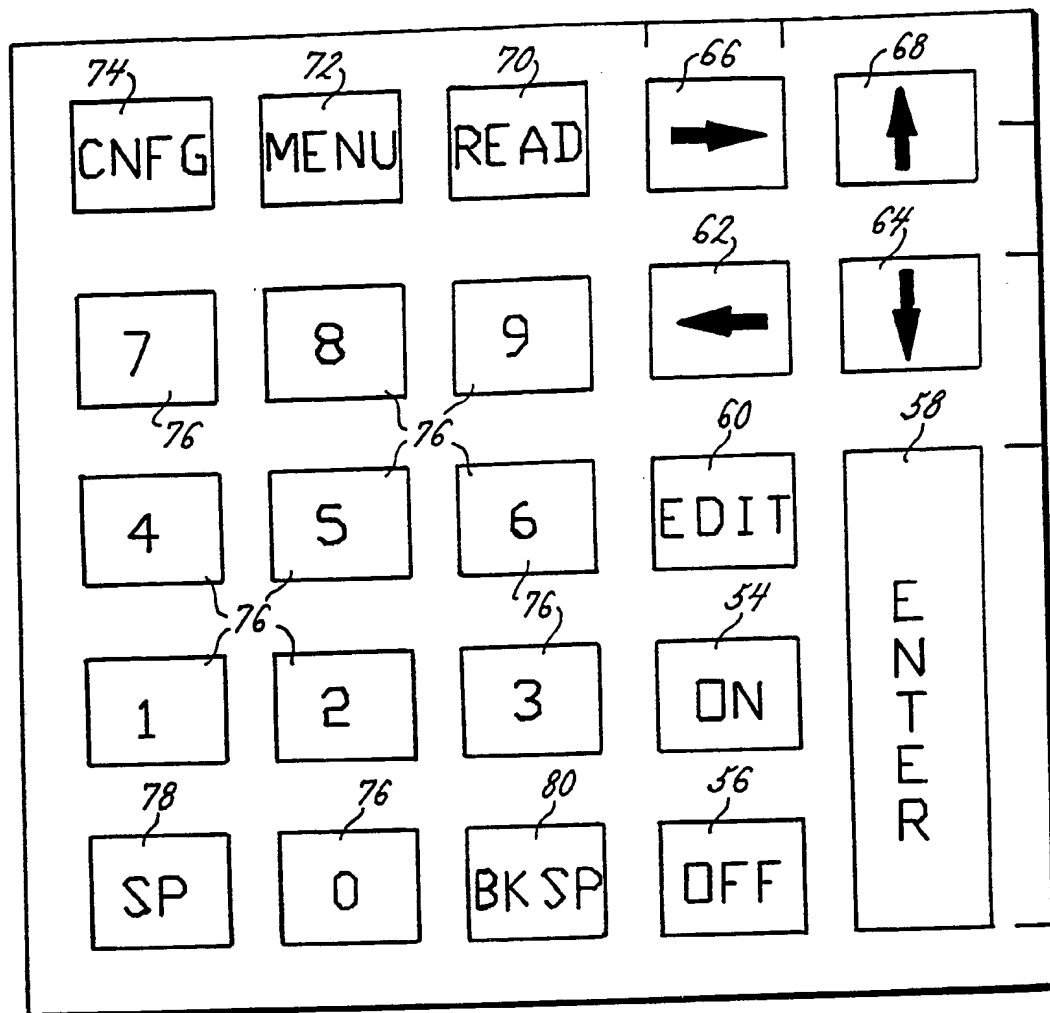 74 72 70 66 68
CNFG MENU READ
62 64
7 8 9
76 76 60 58
4 5 6 EDIT
76 76 54
1 2 3 ON
78 76 80 56
SP 0 BKSP OFF
ENTER